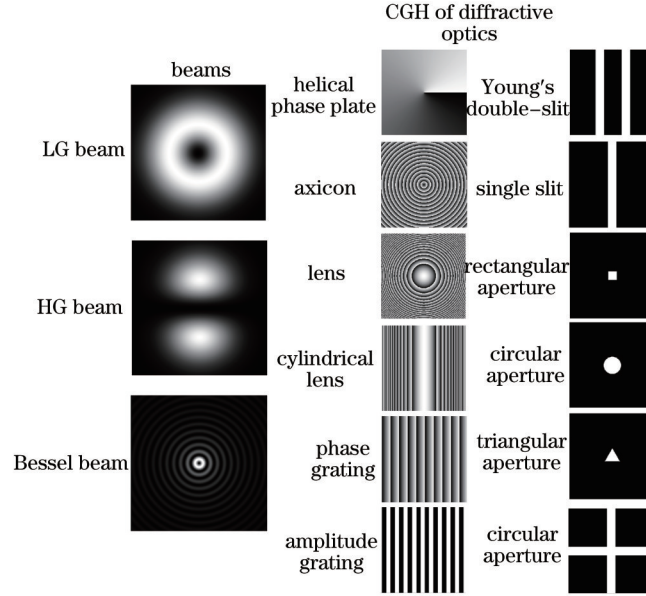 CGH of diffractive
optics
beams
LG beam
HG beam
Bessel beam
helical
phase plate
axicon
lens
cylindrical
lens
phase
grating
amplitude
grating
Young's
double-slit
single slit
rectangular
aperture
circular
aperture
triangular
aperture
circular
aperture